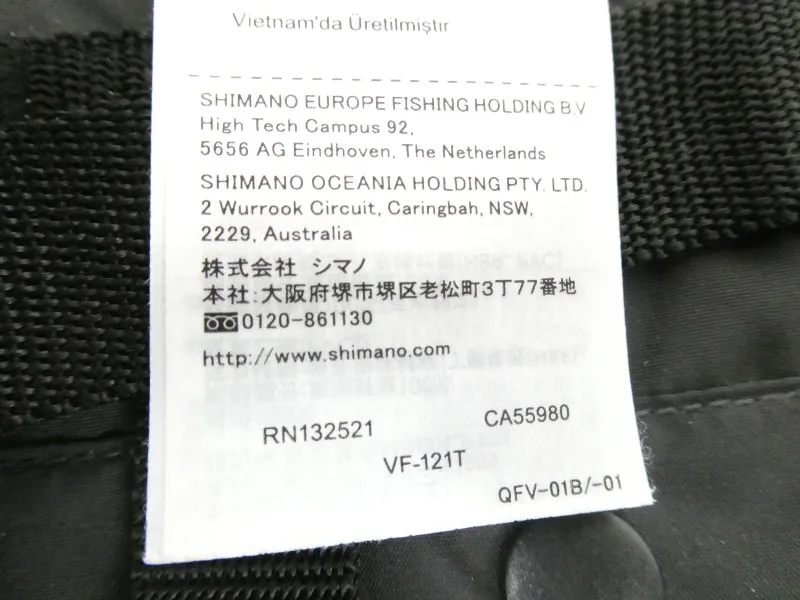 Vietnam'da Üretilmiştir
SHIMANO EUROPE FISHING HOLDING B.V
High Tech Campus 92,
5656 AG Eindhoven, The Netherlands
SHIMANO OCEANIA HOLDING PTY. LTD.
2 Wurrook Circuit, Caringbah, NSW,
2229, Australia
株式会社 シマノ
本社:大阪府堺市堺区老松町3丁77番地
0120-861130
http://www.shimano.com
RN132521 CA55980
VF-121T
QFV-01B/-01